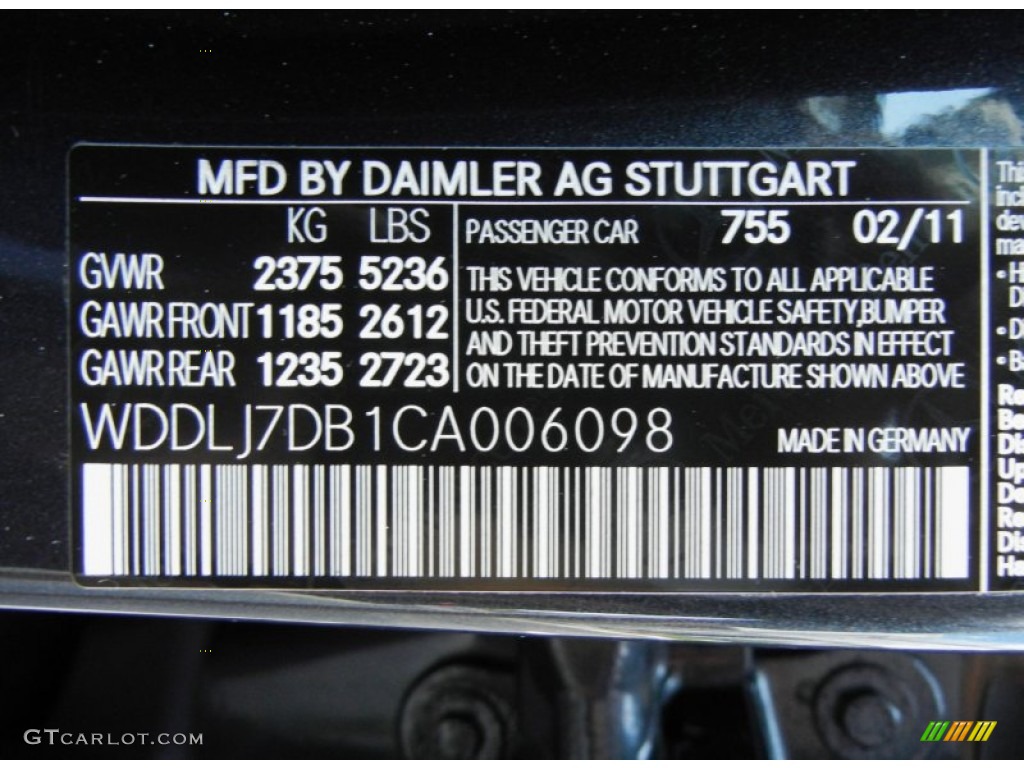 MFD BY DAIMLER AG STUTTGART
KG LBS
GVWR 2375 5236
GAWR FRONT 1185 2612
GAWR REAR 1235 2723
PASSENGER CAR 755 02/11
THIS VEHICLE CONFORMS TO ALL APPLICABLE
U.S. FEDERAL MOTOR VEHICLE SAFETY,BUMPER
AND THEFT PREVENTION STANDARDS IN EFFECT
ON THE DATE OF MANUFACTURE SHOWN ABOVE
WDDLJ7DB1CA006098
MADE IN GERMANY
GTCARLOT.COM